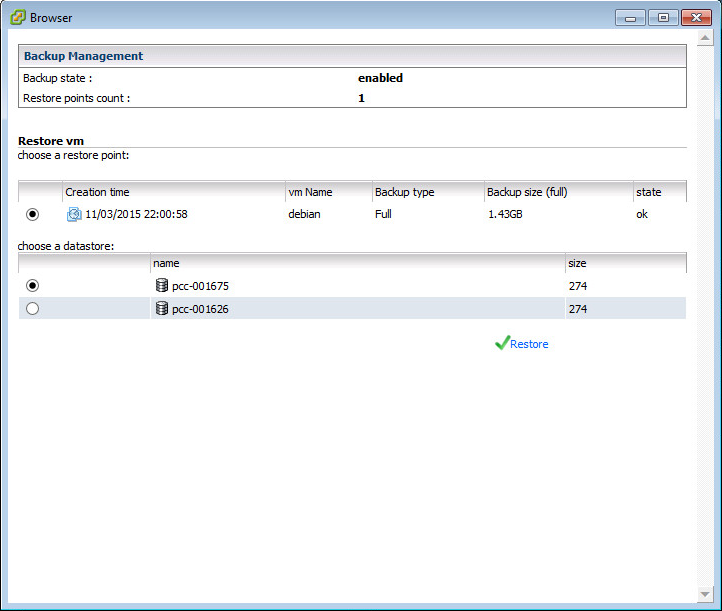 Browser
Backup Management
Backup state : enabled
Restore points count : 1
Restore vm
choose a restore point:
Creation time vm Name Backup type Backup size (full) state
11/03/2015 22:00:58 debian Full 1.43GB ok
choose a datastore:
name size
pcc-001675 274
pcc-001626 274
Restore